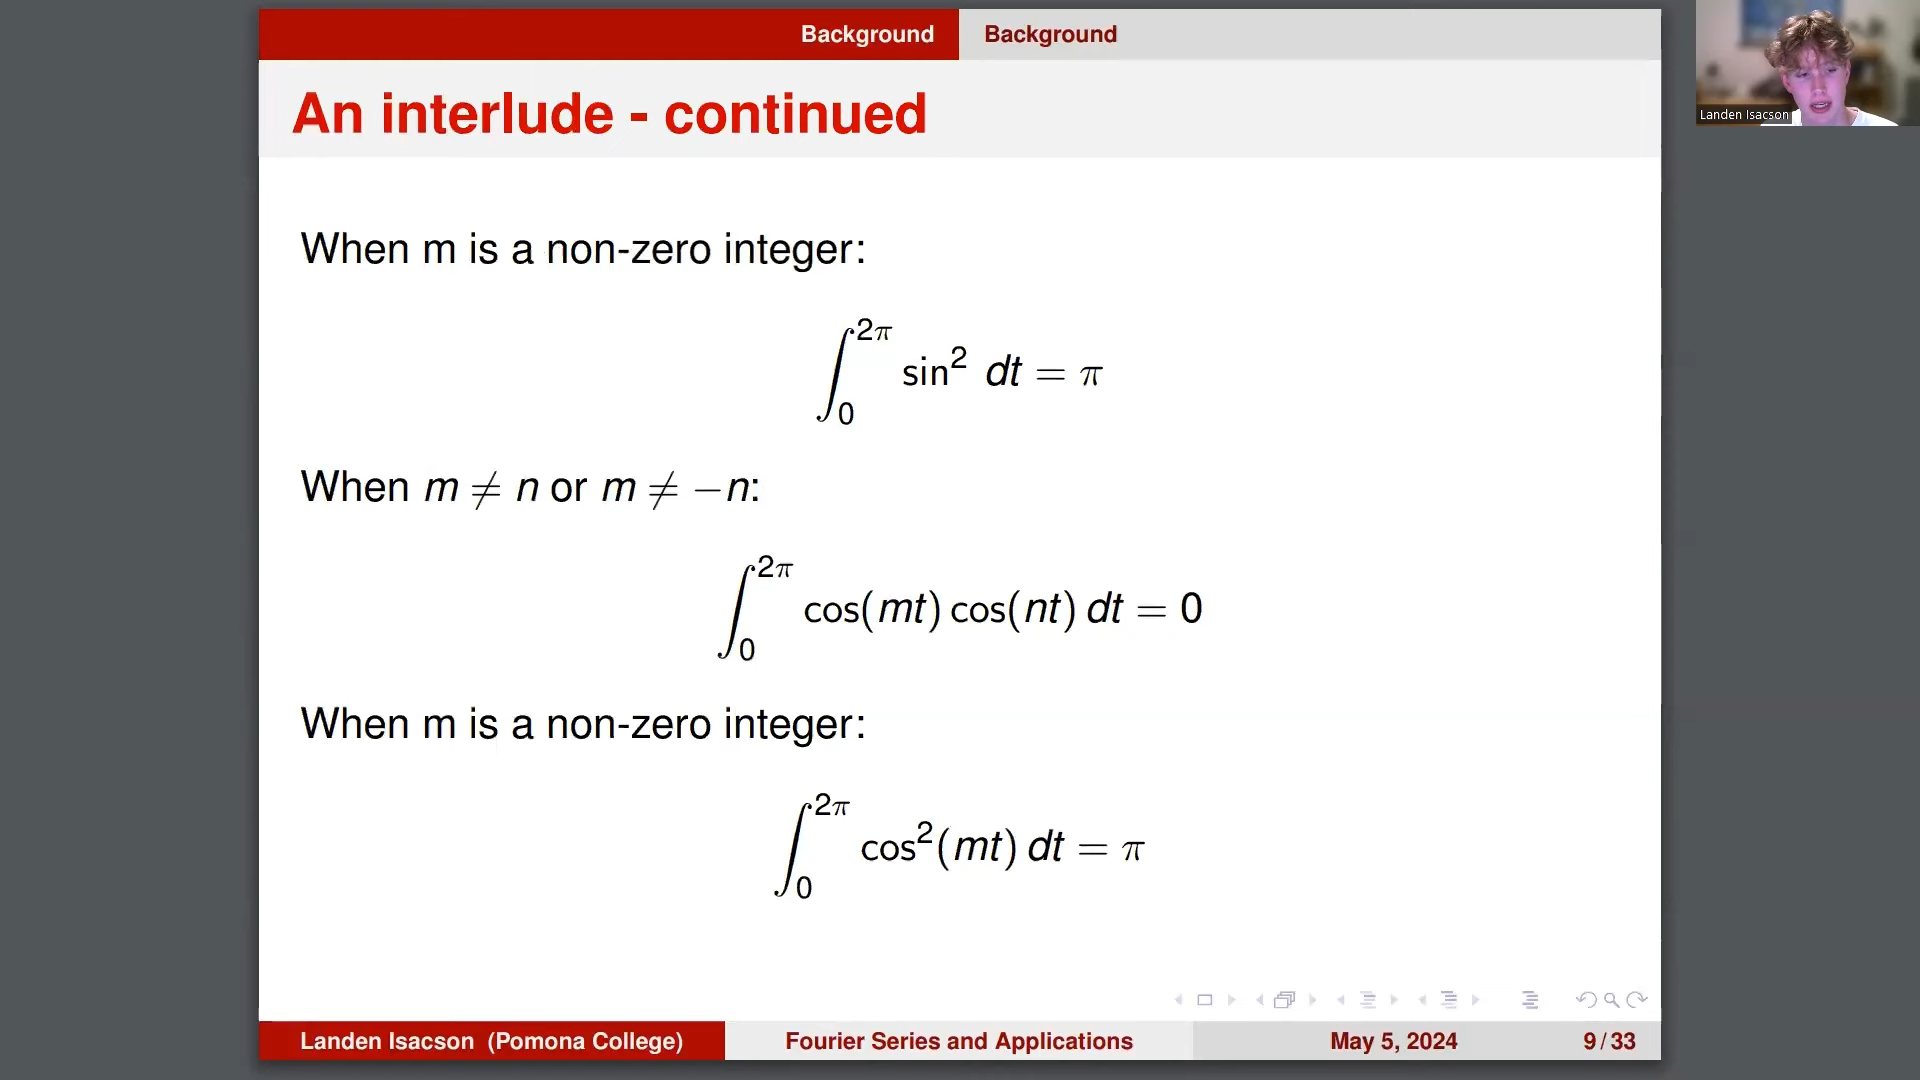 Background Background
An interlude - continued
Landen Isacson
When m is a non-zero integer:
∫₀^{2π} sin² dt = π
When m ≠ n or m ≠ −n:
∫₀^{2π} cos(mt) cos(nt) dt = 0
When m is a non-zero integer:
∫₀^{2π} cos²(mt) dt = π
Landen Isacson (Pomona College) Fourier Series and Applications May 5, 2024 9 / 33